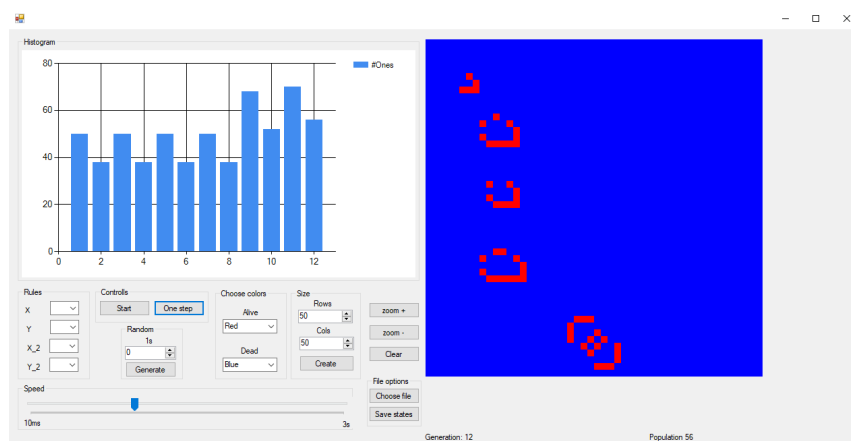 Histogram
80
60
40
20
0
0 2 4 6 8 10 12
#Ones
Rules
X
Y
X_2
Y_2
Controlls
Start One step
Random
1s
0
Generate
Choose colors
Alive
Red
Dead
Blue
Size
Rows
50
Cols
50
Create
zoom +
zoom -
Clear
Speed
10ms 3s
File options
Choose file
Save states
Generation: 12 Population 56